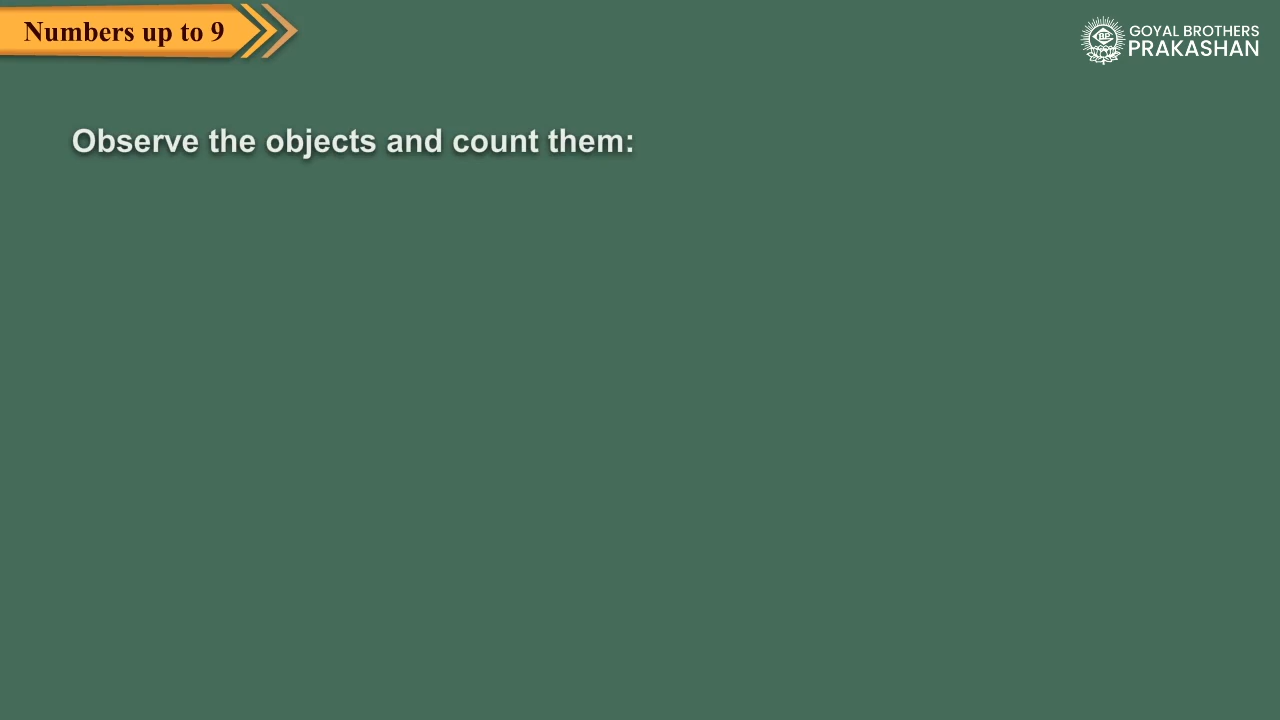 Numbers up to 9
GOYAL BROTHERS
PRAKASHAN
Observe the objects and count them: